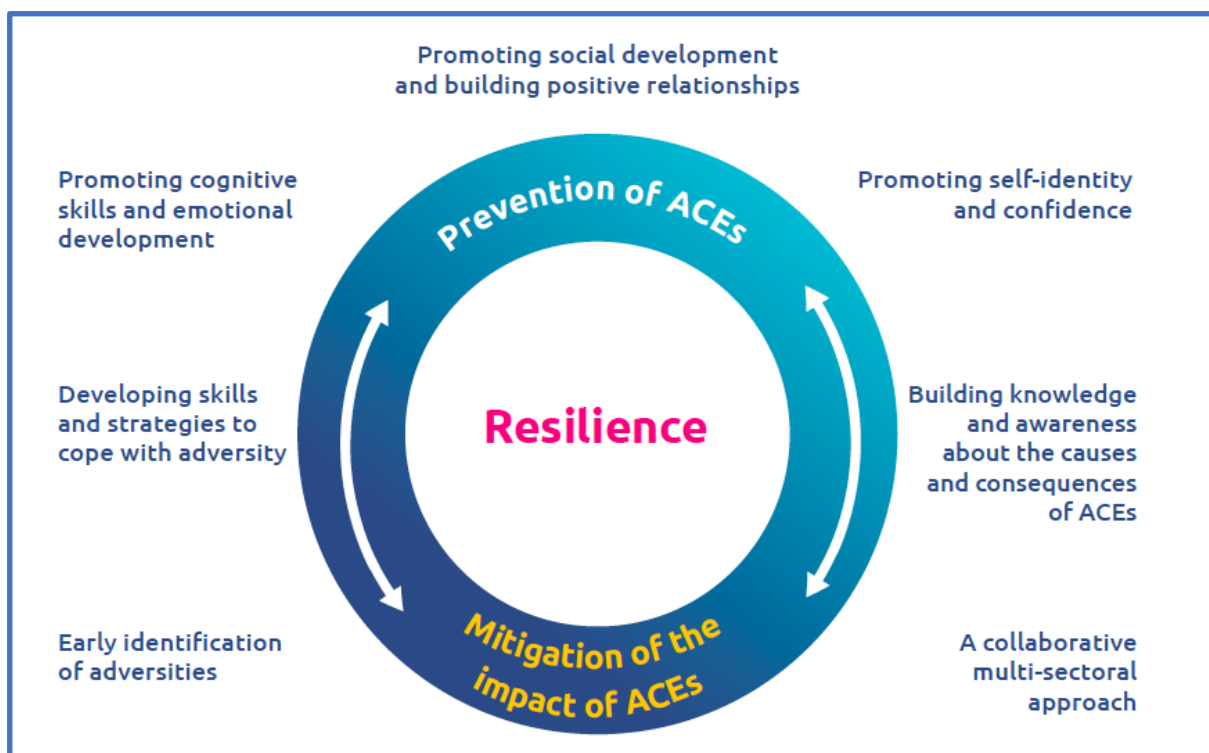 Promoting social development
and building positive relationships
Promoting cognitive
skills and emotional
development
Prevention of ACEs
Promoting self-identity
and confidence
Developing skills
and strategies to
cope with adversity
Resilience
Building knowledge
and awareness
about the causes
and consequences
of ACEs
Early identification
of adversities
Mitigation of the
impact of ACEs
A collaborative
multi-sectoral
approach